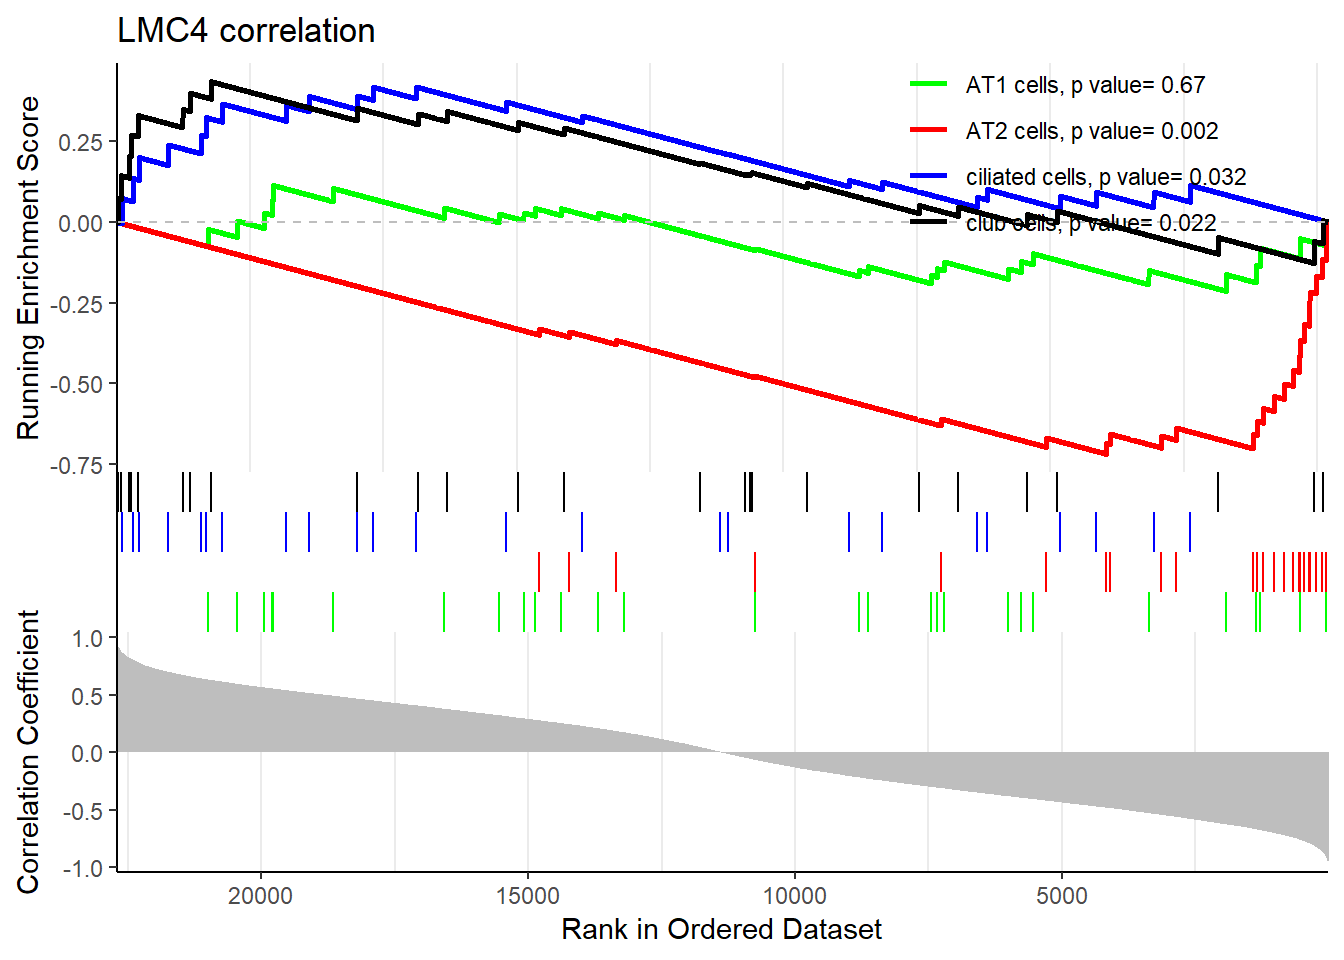 LMC4 correlation
Running Enrichment Score
0.25
0.00
-0.25
-0.50
-0.75
AT1 cells, p value= 0.67
AT2 cells, p value= 0.002
ciliated cells, p value= 0.032
club cells, p value= 0.022
Correlation Coefficient
1.0
0.5
0.0
-0.5
-1.0
20000 15000 10000 5000
Rank in Ordered Dataset